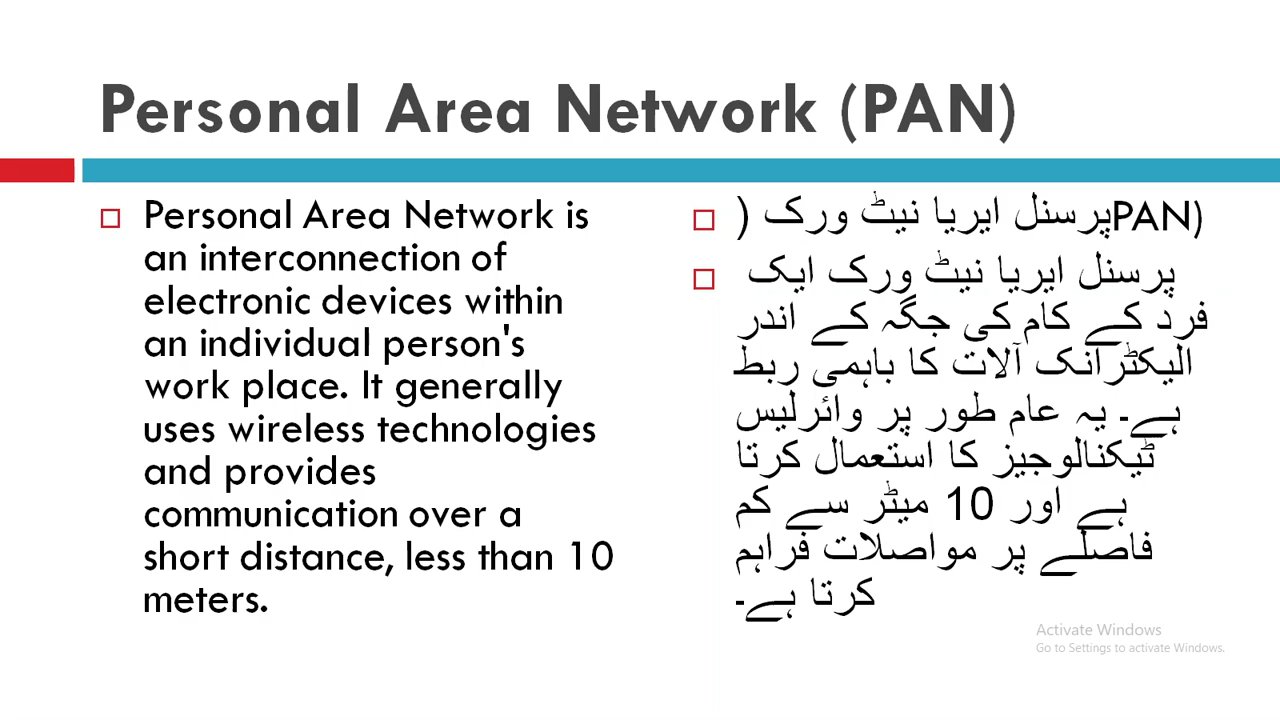 Personal Area Network (PAN)
Personal Area Network is
an interconnection of
electronic devices within
an individual person's
work place. It generally
uses wireless technologies
and provides
communication over a
short distance, less than 10
meters.
پرسنل ایریا نیٹ ورک (PAN)
پرسنل ایریا نیٹ ورک ایک
فرد کے کام کی جگہ کے اندر
الیکٹرانک آلات کا باہمی ربط
ہے۔ یہ عام طور پر وائرلیس
ٹیکنالوجیز کا استعمال کرتا
ہے اور 10 میٹر سے کم
فاصلے پر مواصلات فراہم
کرتا ہے۔
Activate Windows
Go to Settings to activate Windows.